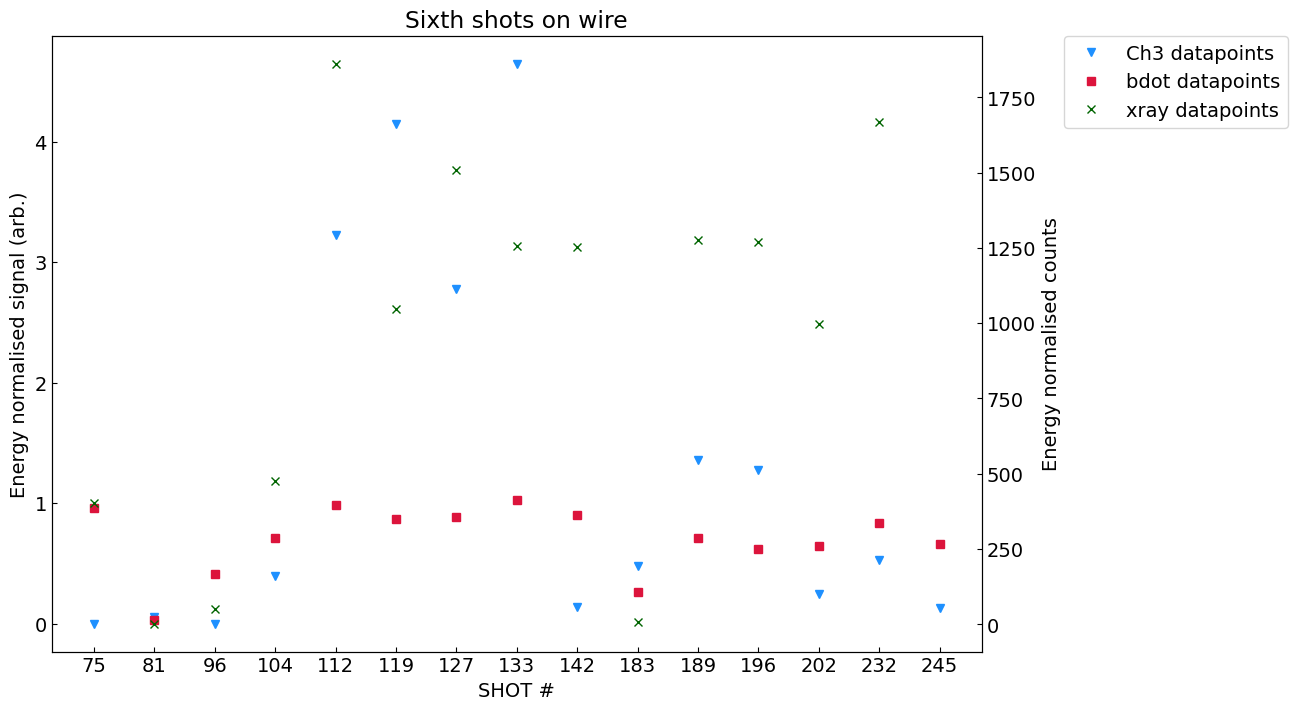 Sixth shots on wire
Energy normalised signal (arb.)
4
3
2
1
0
75 81 96 104 112 119 127 133 142 183 189 196 202 232 245
SHOT #
1750
1500
1250
1000
750
500
250
0
Energy normalised counts
Ch3 datapoints
bdot datapoints
xray datapoints